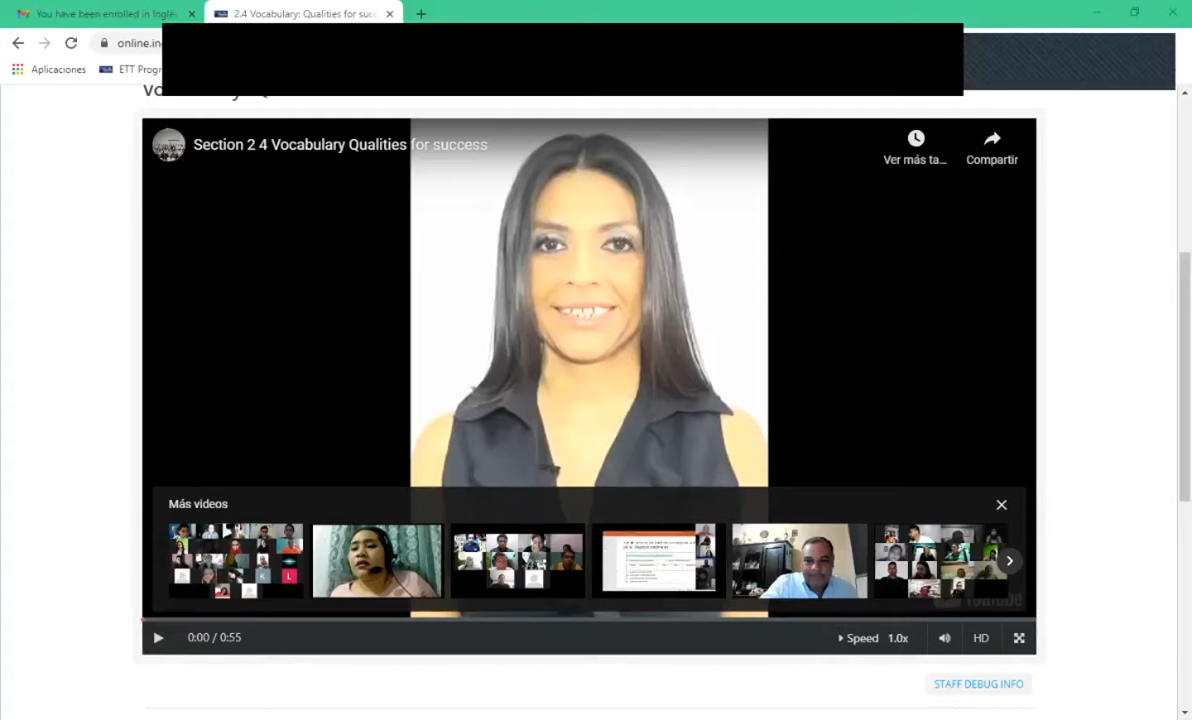 You have been enrolled in Inglé
2.4 Vocabulary: Qualities for suc
online.in
Aplicaciones
ETT Progr
Section 2 4 Vocabulary Qualities for success
Ver más ta...
Compartir
Más videos
0:00 / 0:55
Speed 1.0x
HD
STAFF DEBUG INFO